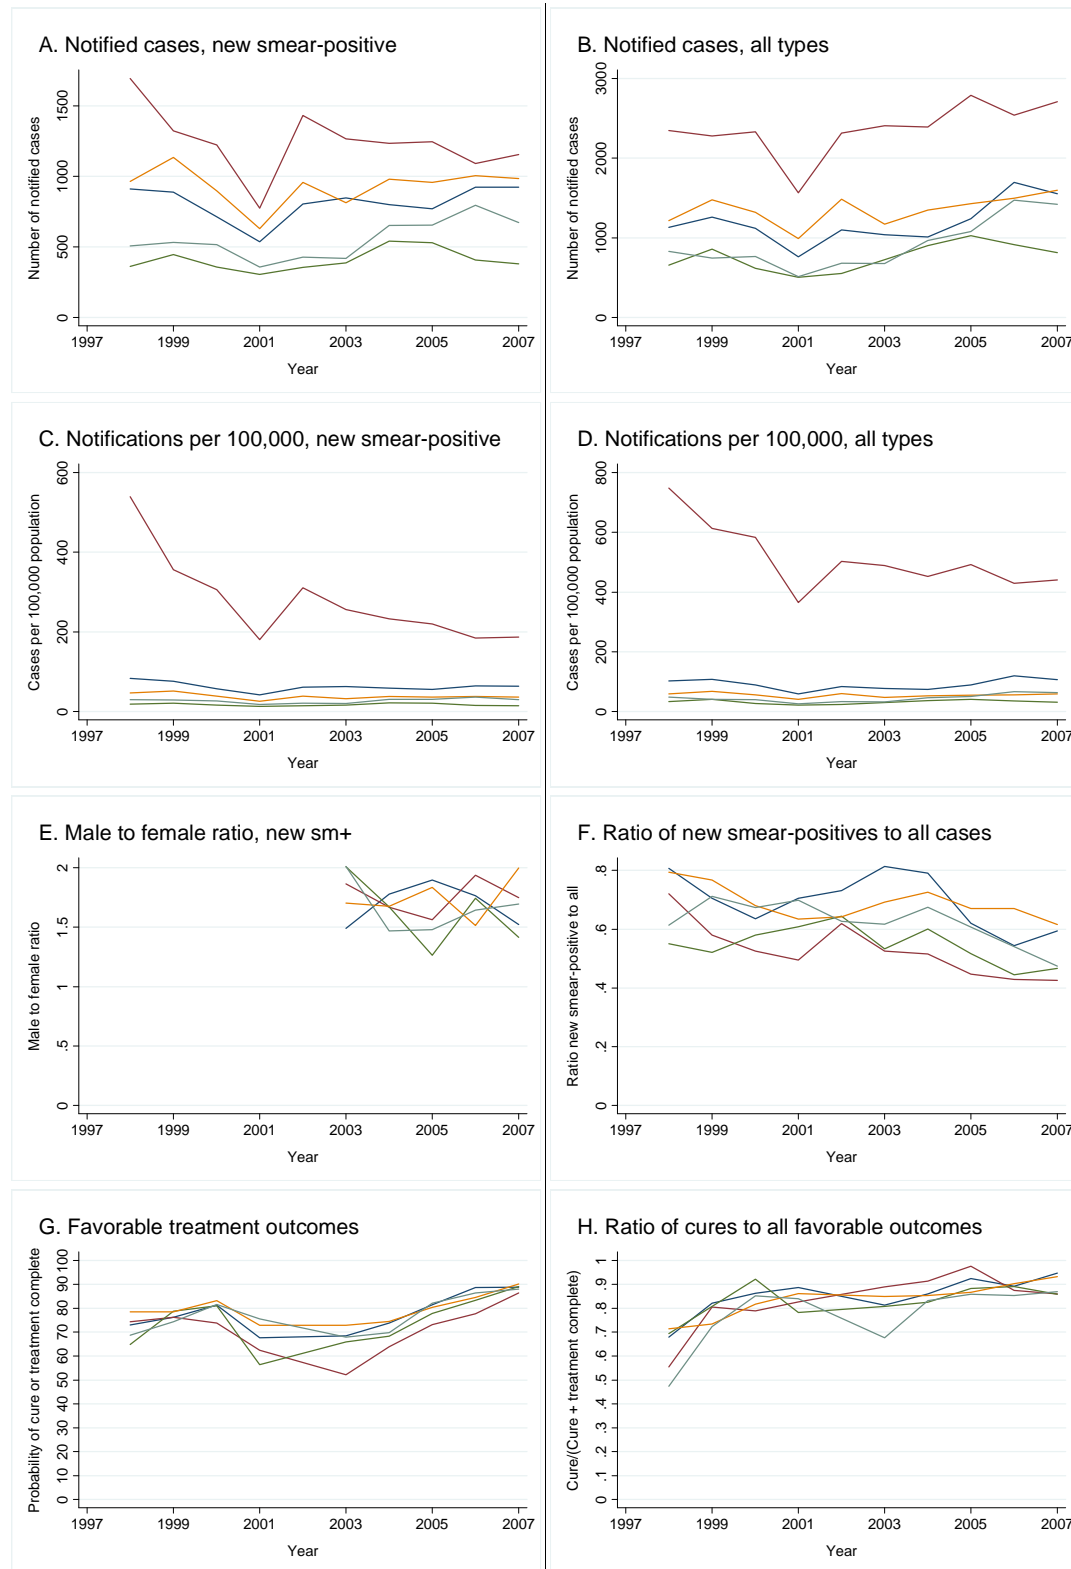 A. Notified cases, new smear-positive
Number of notified cases
1500
1000
500
0
1997 1999 2001 2003 2005 2007
Year
B. Notified cases, all types
Number of notified cases
3000
2000
1000
0
1997 1999 2001 2003 2005 2007
Year
C. Notifications per 100,000, new smear-positive
Cases per 100,000 population
600
400
200
0
1997 1999 2001 2003 2005 2007
Year
D. Notifications per 100,000, all types
Cases per 100,000 population
800
600
400
200
0
1997 1999 2001 2003 2005 2007
Year
E. Male to female ratio, new sm+
Male to female ratio
2
1.5
1
.5
0
1997 1999 2001 2003 2005 2007
Year
F. Ratio of new smear-positives to all cases
Ratio new smear-positive to all
.8
.6
.4
.2
0
1997 1999 2001 2003 2005 2007
Year
G. Favorable treatment outcomes
Probability of cure or treatment complete
100
90
80
70
60
50
40
30
20
10
0
1997 1999 2001 2003 2005 2007
Year
H. Ratio of cures to all favorable outcomes
Cure/(Cure + treatment complete)
1
.9
.8
.7
.6
.5
.4
.3
.2
.1
0
1997 1999 2001 2003 2005 2007
Year